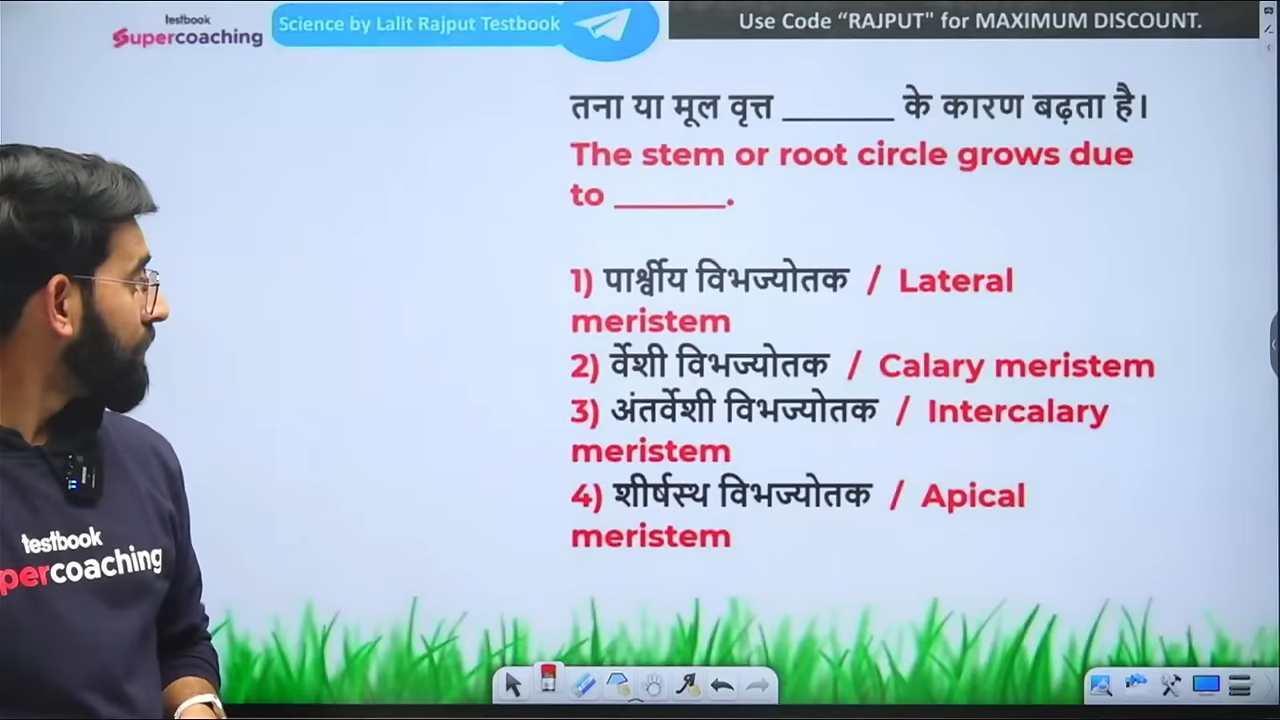 testbook
Supercoaching
Science by Lalit Rajput Testbook
Use Code “RAJPUT" for MAXIMUM DISCOUNT.
तना या मूल वृत्त _______ के कारण बढ़ता है।
The stem or root circle grows due
to _______.
1) पार्श्वीय विभज्योतक / Lateral
meristem
2) र्वेशी विभज्योतक / Calary meristem
3) अंतर्वेशी विभज्योतक / Intercalary
meristem
4) शीर्षस्थ विभज्योतक / Apical
meristem
testbook
percoaching